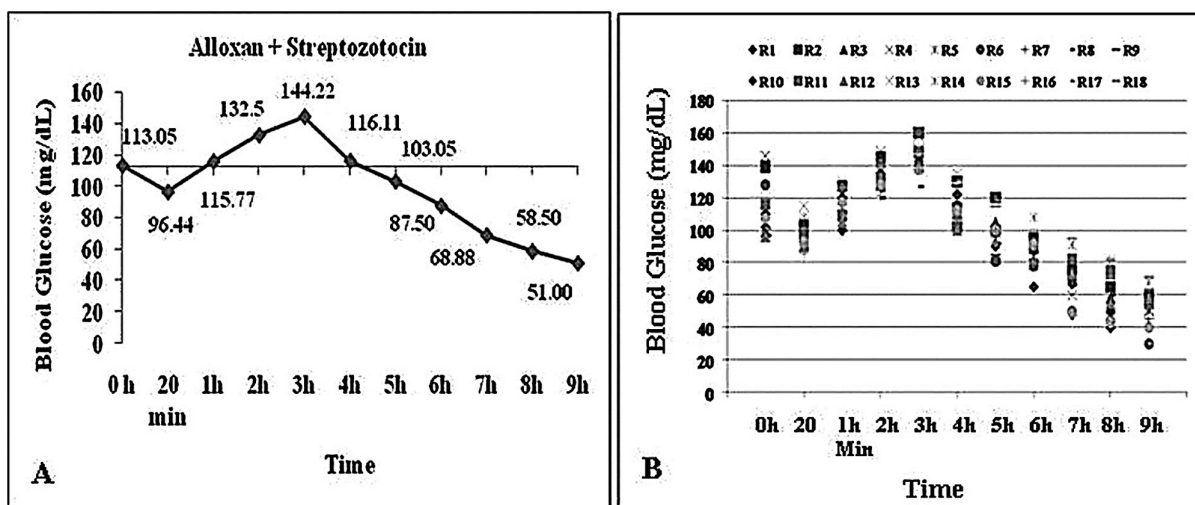 Alloxan + Streptozotocin
Blood Glucose (mg/dL)
160
140
120
100
80
60
40
20
0
113.05
96.44
115.77
132.5
144.22
116.11
103.05
87.50
68.88
58.50
51.00
0 h 20 1h 2h 3h 4h 5h 6h 7h 8h 9h
min
Time
A
R1 R2 R3 R4 R5 R6 R7 R8 R9
R10 R11 R12 R13 R14 R15 R16 R17 R18
Blood Glucose (mg/dL)
180
160
140
120
100
80
60
40
20
0
0h 20 1h 2h 3h 4h 5h 6h 7h 8h 9h
Min
Time
B